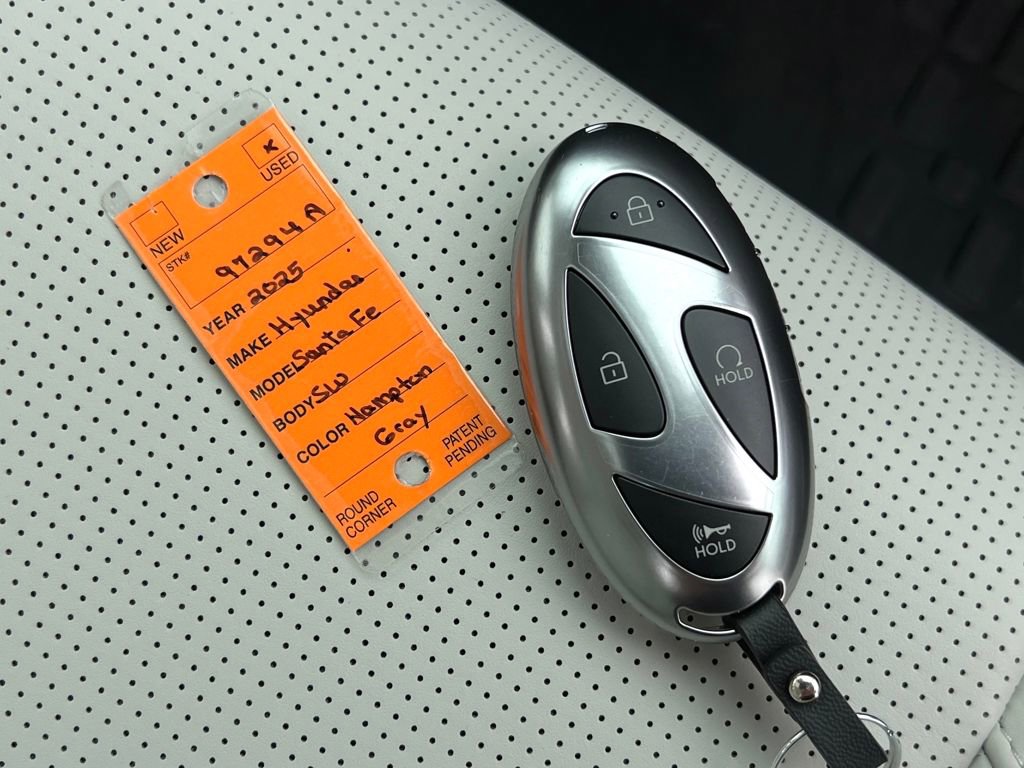 x
USED
NEW
STK#
97294 A
YEAR 2025
MAKE Hyundai
MODEL Santa Fe
BODY SW
COLOR Hampton
Gray
PATENT
PENDING
ROUND
CORNER
HOLD
HOLD